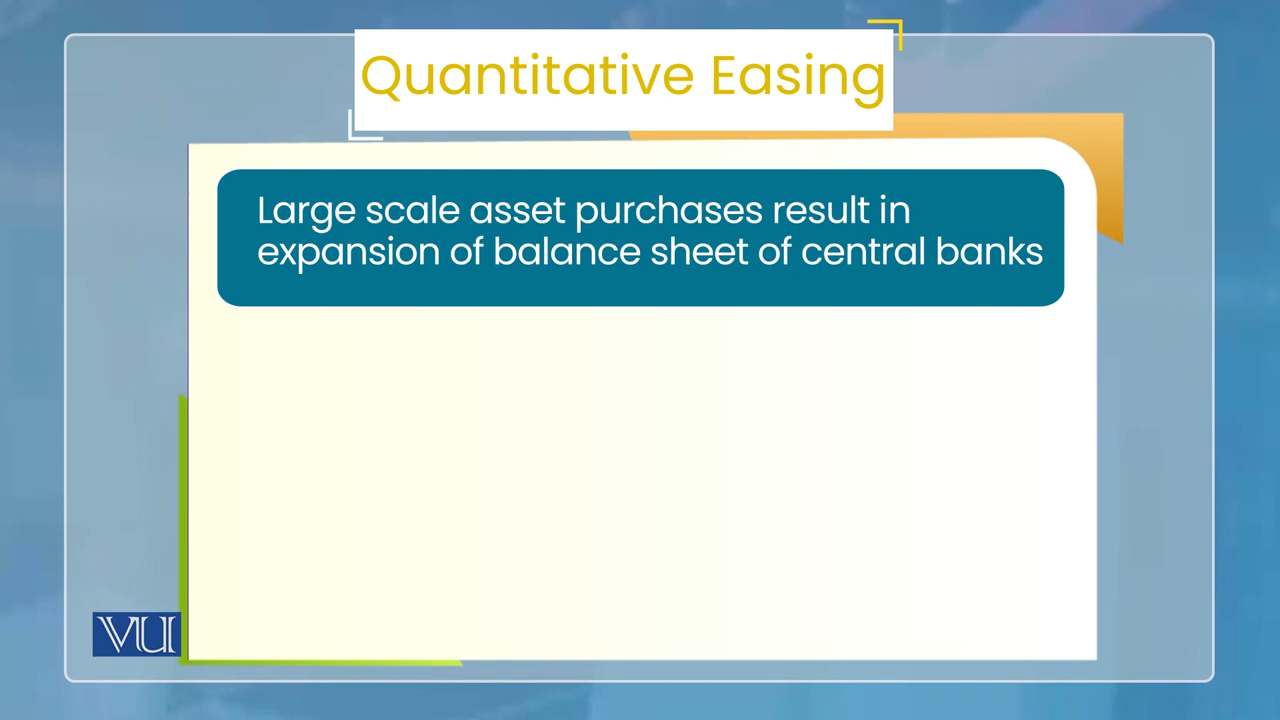 Quantitative Easing
Large scale asset purchases result in
expansion of balance sheet of central banks
VU